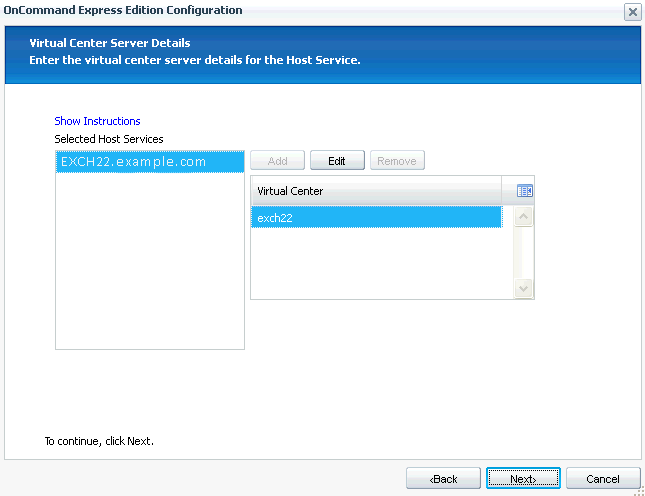 OnCommand Express Edition Configuration
Virtual Center Server Details
Enter the virtual center server details for the Host Service.
Show Instructions
Selected Host Services
EXCH22.example.com
Add Edit Remove
Virtual Center
exch22
To continue, click Next.
‹Back Next› Cancel